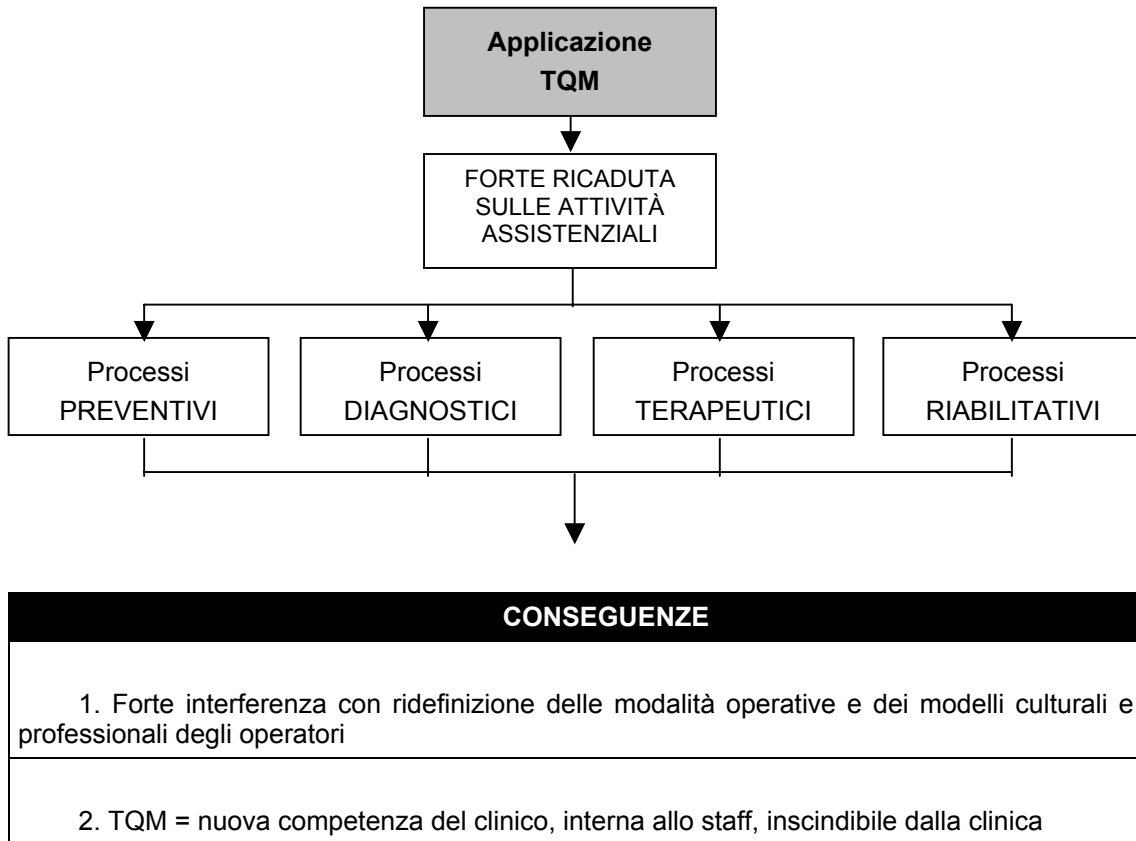 Applicazione
TQM
FORTE RICADUTA
SULLE ATTIVITÀ
ASSISTENZIALI
Processi
PREVENTIVI
Processi
DIAGNOSTICI
Processi
TERAPEUTICI
Processi
RIABILITATIVI
CONSEGUENZE
1. Forte interferenza con ridefinizione delle modalità operative e dei modelli culturali e
professionali degli operatori
2. TQM = nuova competenza del clinico, interna allo staff, inscindibile dalla clinica